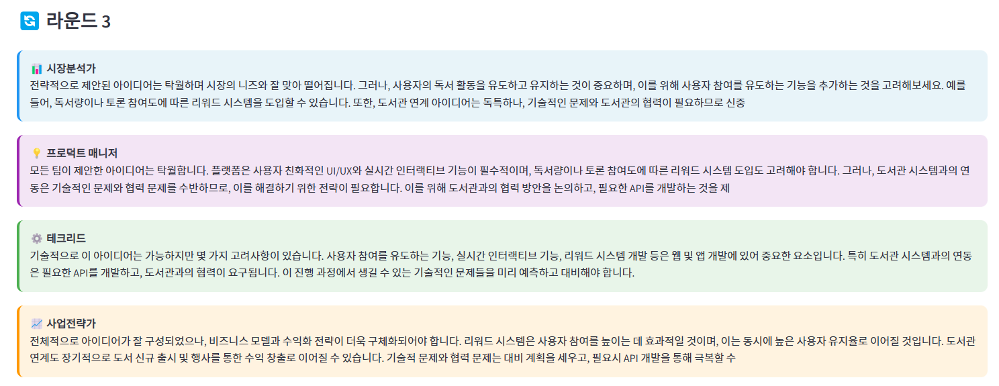 라운드 3
시장분석가
전략적으로 제안된 아이디어는 탁월하며 시장의 니즈와 잘 맞아 떨어집니다. 그러나, 사용자의 독서 활동을 유도하고 유지하는 것이 중요하며, 이를 위해 사용자 참여를 유도하는 기능을 추가하는 것을 고려해보세요. 예를
들어, 독서량이나 토론 참여도에 따른 리워드 시스템을 도입할 수 있습니다. 또한, 도서관 연계 아이디어는 독특하나, 기술적인 문제와 도서관의 협력이 필요하므로 신중
프로덕트 매니저
모든 팀이 제안한 아이디어는 탁월합니다. 플랫폼은 사용자 친화적인 UI/UX와 실시간 인터랙티브 기능이 필수적이며, 독서량이나 토론 참여도에 따른 리워드 시스템 도입도 고려해야 합니다. 그러나, 도서관 시스템과의 연
동은 기술적인 문제와 협력 문제를 수반하므로, 이를 해결하기 위한 전략이 필요합니다. 이를 위해 도서관과의 협력 방안을 논의하고, 필요한 API를 개발하는 것을 제
테크리드
기술적으로 이 아이디어는 가능하지만 몇 가지 고려사항이 있습니다. 사용자 참여를 유도하는 기능, 실시간 인터랙티브 기능, 리워드 시스템 개발 등은 웹 및 앱 개발에 있어 중요한 요소입니다. 특히 도서관 시스템과의 연동
은 필요한 API를 개발하고, 도서관과의 협력이 요구됩니다. 이 진행 과정에서 생길 수 있는 기술적인 문제들을 미리 예측하고 대비해야 합니다.
사업전략가
전체적으로 아이디어가 잘 구성되었으나, 비즈니스 모델과 수익화 전략이 더욱 구체화되어야 합니다. 리워드 시스템은 사용자 참여를 높이는 데 효과적일 것이며, 이는 동시에 높은 사용자 유지율로 이어질 것입니다. 도서관
연계도 장기적으로 도서 신규 출시 및 행사를 통한 수익 창출로 이어질 수 있습니다. 기술적 문제와 협력 문제는 대비 계획을 세우고, 필요시 API 개발을 통해 극복할 수